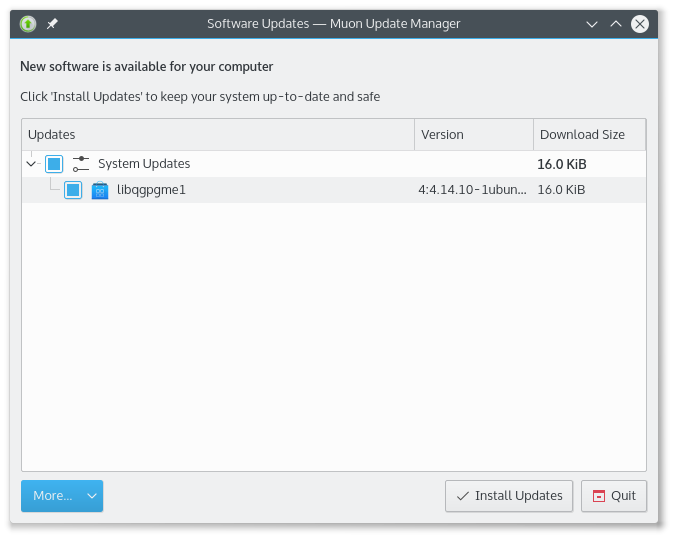 Software Updates — Muon Update Manager
New software is available for your computer
Click 'Install Updates' to keep your system up-to-date and safe
Updates Version Download Size
System Updates 16.0 KiB
libqgpgme1 4:4.14.10-1ubun... 16.0 KiB
More... Install Updates Quit